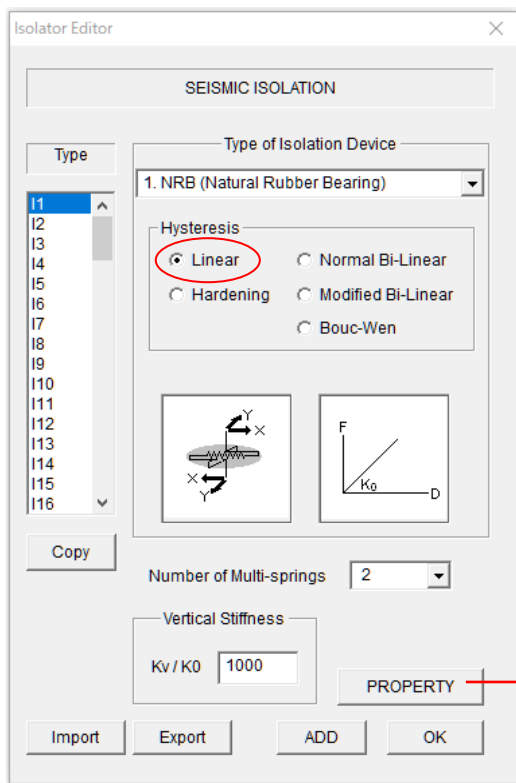 Isolator Editor
SEISMIC ISOLATION
Type
I1
I2
I3
I4
I5
I6
I7
I8
I9
I10
I11
I12
I13
I14
I15
I16
Copy
Type of Isolation Device
1. NRB (Natural Rubber Bearing)
Hysteresis
Linear Normal Bi-Linear
Hardening Modified Bi-Linear
Bouc-Wen
Y
X
X
Y
F
K0
D
Number of Multi-springs 2
Vertical Stiffness
Kv / K0 1000
PROPERTY
Import Export ADD OK